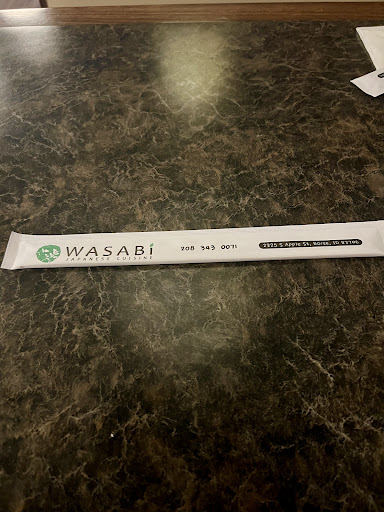 WASABi 208 343 0071 2325 S Apple St, Boise, ID 83706
JAPANESE CUISINE